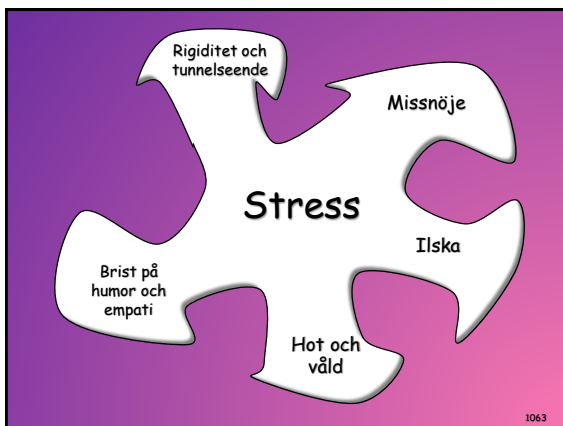 Rigiditet och
tunnelseende
Missnöje
Stress
Ilska
Brist på
humor och
empati
Hot och
våld
1063